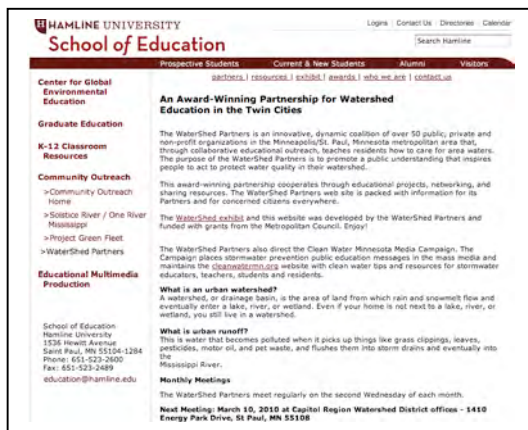 HAMLINE UNIVERSITY
School of Education
Logins | Contact Us | Directories | Calendar
Search Hamline
Prospective Students Current & New Students Alumni Visitors
partners | resources | exhibit | awards | who we are | contact us
Center for Global
Environmental
Education
Graduate Education
K-12 Classroom
Resources
Community Outreach
>Community Outreach
Home
>Solstice River / One River
Mississippi
>Project Green Fleet
>WaterShed Partners
Educational Multimedia
Production
School of Education
Hamline University
1536 Hewitt Avenue
Saint Paul, MN 55104-1284
Phone: 651-523-2600
Fax: 651-523-2489
education@hamline.edu
An Award-Winning Partnership for Watershed
Education in the Twin Cities
The WaterShed Partners is an innovative, dynamic coalition of over 50 public, private and
non-profit organizations in the Minneapolis/St. Paul, Minnesota metropolitan area that,
through collaborative educational outreach, teaches residents how to care for area waters.
The purpose of the WaterShed Partners is to promote a public understanding that inspires
people to act to protect water quality in their watershed.
This award-winning partnership cooperates through educational projects, networking, and
sharing resources. The WaterShed Partners web site is packed with information for its
Partners and for concerned citizens everywhere.
The WaterShed exhibit and this website was developed by the WaterShed Partners and
funded with grants from the Metropolitan Council. Enjoy!
The WaterShed Partners also direct the Clean Water Minnesota Media Campaign. The
Campaign places stormwater prevention public education messages in the mass media and
maintains the cleanwatermn.org website with clean water tips and resources for stormwater
educators, teachers, students and residents.
What is an urban watershed?
A watershed, or drainage basin, is the area of land from which rain and snowmelt flow and
eventually enter a lake, river, or wetland. Even if your home is not next to a lake, river, or
wetland, you still live in a watershed.
What is urban runoff?
This is water that becomes polluted when it picks up things like grass clippings, leaves,
pesticides, motor oil, and pet waste, and flushes them into storm drains and eventually into
the
Mississippi River.
Monthly Meetings
The WaterShed Partners meet regularly on the second Wednesday of each month.
Next Meeting: March 10, 2010 at Capitol Region Watershed District offices - 1410
Energy Park Drive, St Paul, MN 55108